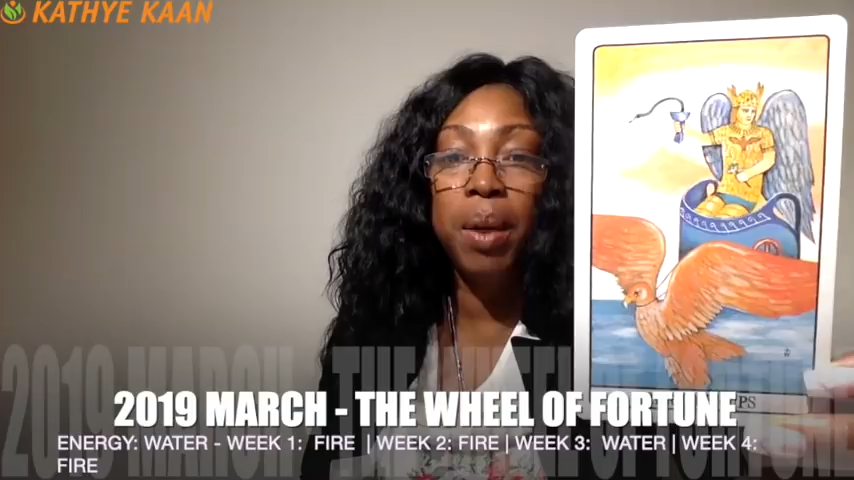 KATHYE KAAN
2019 MARCH - THE WHEEL OF FORTUNE
ENERGY: WATER - WEEK 1: FIRE | WEEK 2: FIRE | WEEK 3: WATER | WEEK 4:
FIRE